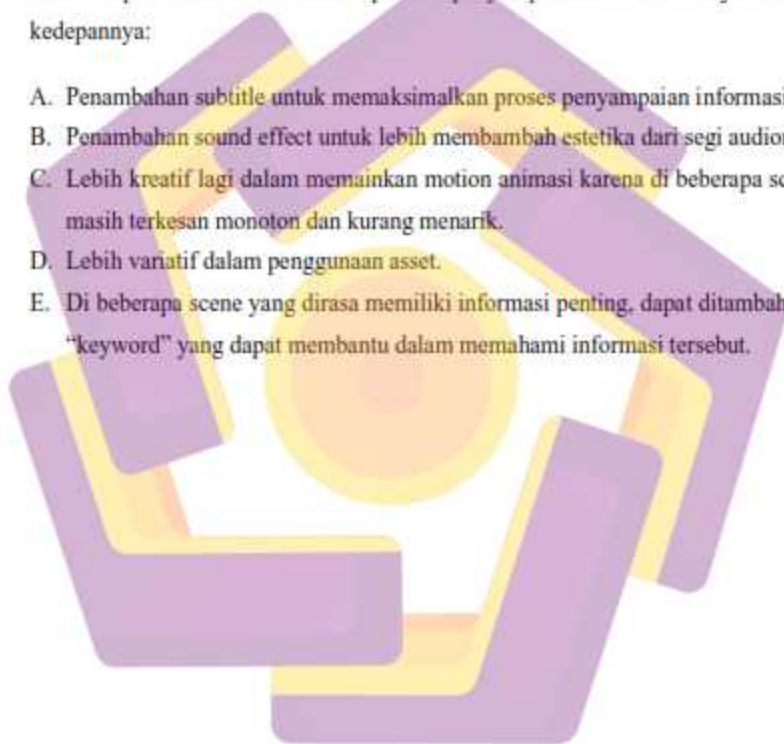 kedepannya:
A. Penambahan subtitle untuk memaksimalkan proses penyampaian informasi
B. Penambahan sound effect untuk lebih membambah estetika dari segi audio
C. Lebih kreatif lagi dalam memainkan motion animasi karena di beberapa
masih terkesan monoton dan kurang menarik.
D. Lebih variatif dalam penggunaan asset.
E. Di beberapa scene yang dirasa memiliki informasi penting, dapat ditambah
“keyword” yang dapat membantu dalam memahami informasi tersebut.